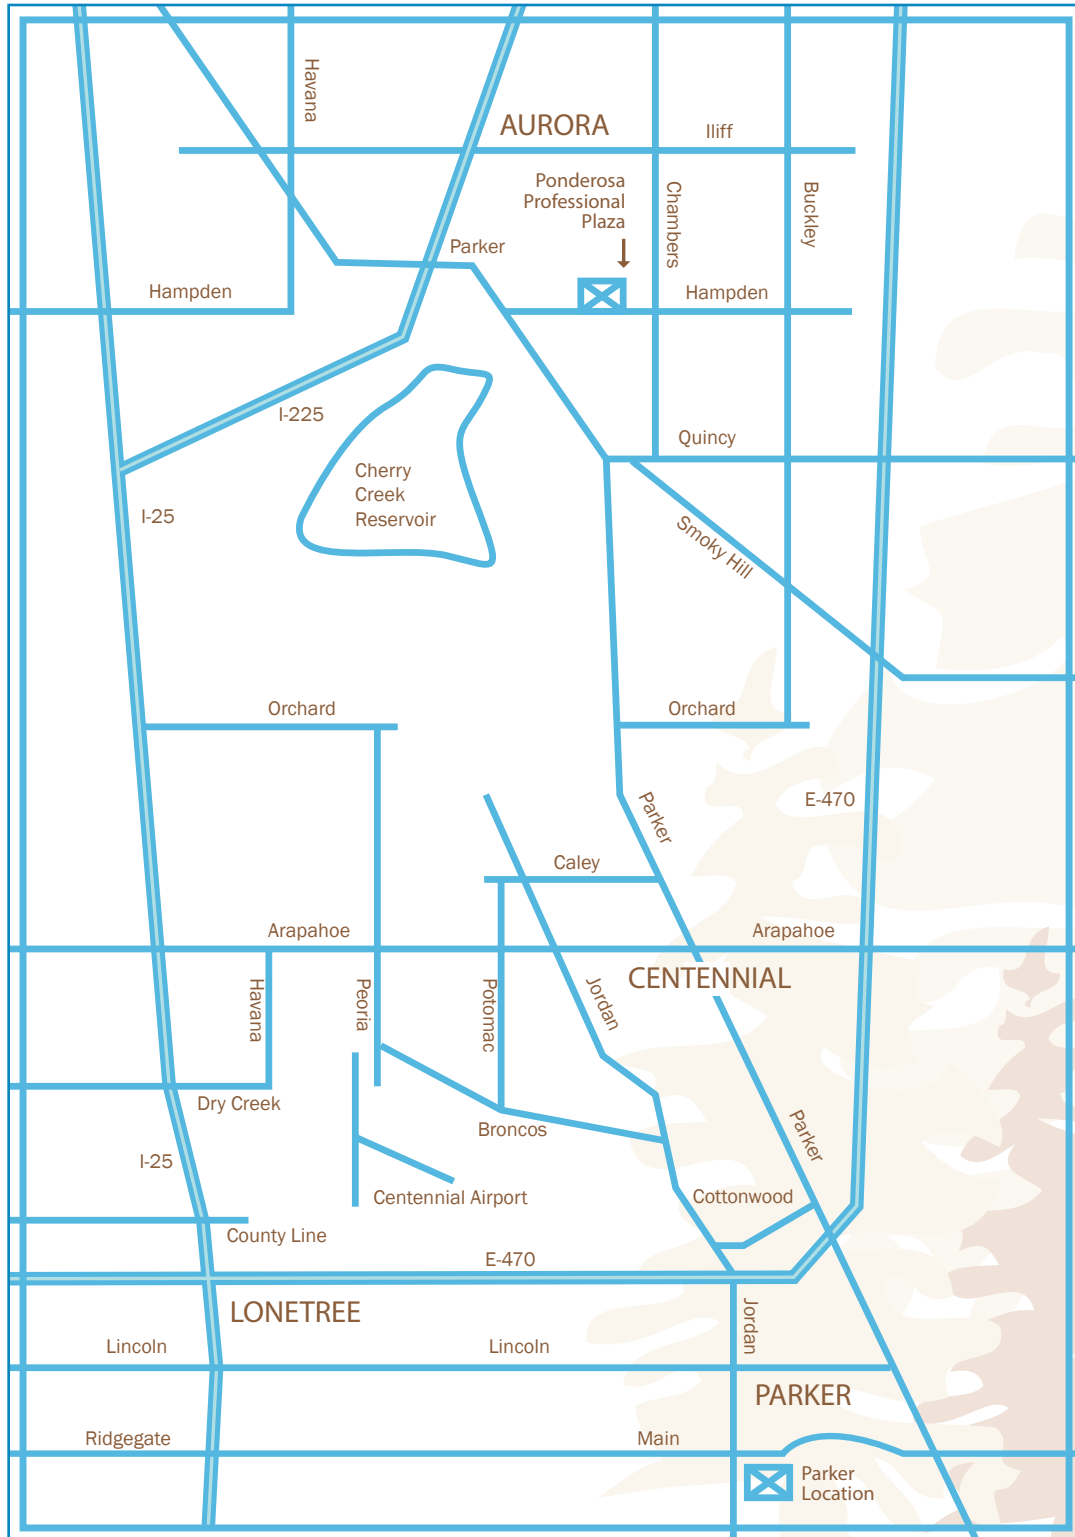 Havana
AURORA
Iliff
Ponderosa
Professional
Plaza
Chambers
Buckley
Parker
Hampden
Hampden
I-225
Quincy
Cherry
Creek
Reservoir
I-25
Smoky Hill
Orchard
Orchard
Parker
E-470
Caley
Arapahoe
Arapahoe
CENTENNIAL
Havana
Peoria
Potomac
Jordan
Dry Creek
Broncos
Parker
I-25
Centennial Airport
Cottonwood
County Line
E-470
LONETREE
Jordan
Lincoln
Lincoln
PARKER
Ridgegate
Main
Parker
Location